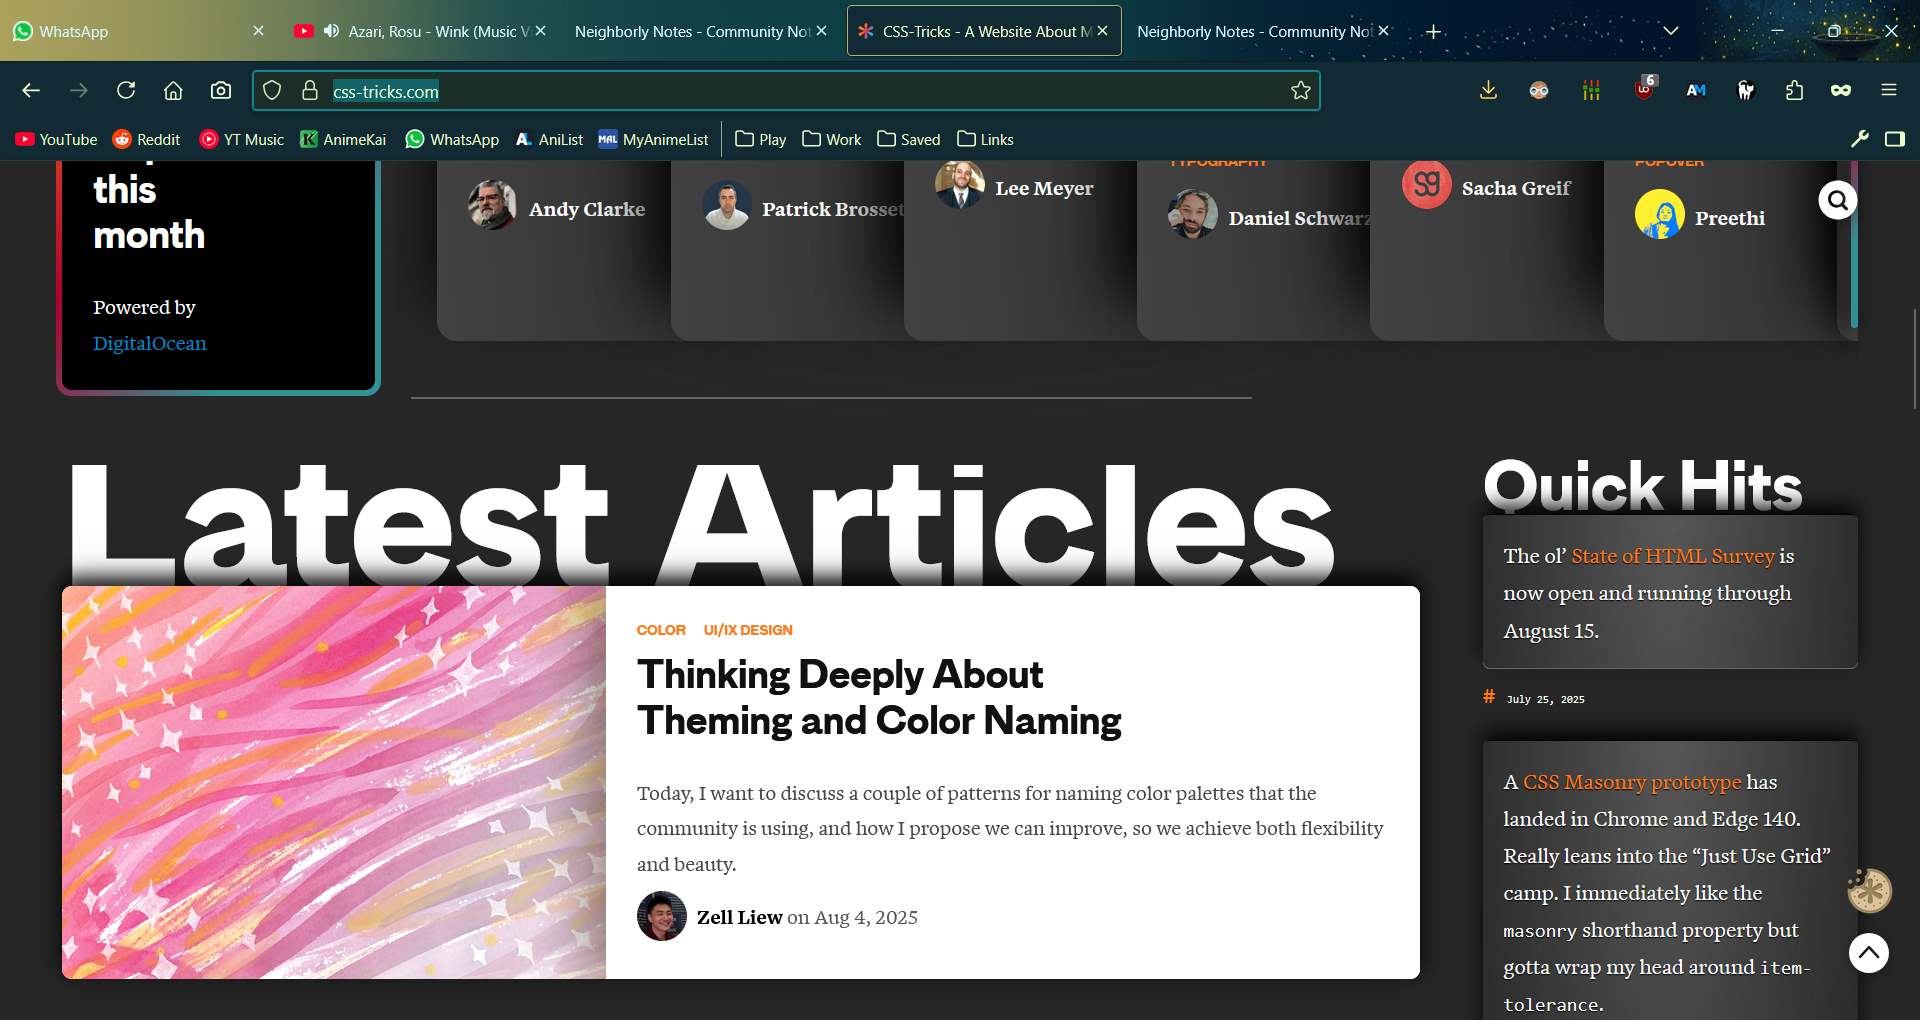 WhatsApp
Azari, Rosu - Wink (Music V
Neighborly Notes - Community Not
CSS-Tricks - A Website About M
Neighborly Notes - Community Not
css-tricks.com
6
AM
YouTube
Reddit
YT Music
AnimeKai
WhatsApp
AniList
MAL MyAnimeList
Play
Work
Saved
Links
this
month
Powered by
DigitalOcean
Andy Clarke
Patrick Brosset
Lee Meyer
TYPOGRAPHY
Daniel Schwarz
Sacha Greif
POPOVER
Preethi
Latest Articles
COLOR UI/IX DESIGN
Thinking Deeply About
Theming and Color Naming
Today, I want to discuss a couple of patterns for naming color palettes that the
community is using, and how I propose we can improve, so we achieve both flexibility
and beauty.
Zell Liew on Aug 4, 2025
Quick Hits
The ol’ State of HTML Survey is
now open and running through
August 15.
# July 25, 2025
A CSS Masonry prototype has
landed in Chrome and Edge 140.
Really leans into the “Just Use Grid”
camp. I immediately like the
masonry shorthand property but
gotta wrap my head around item-
tolerance.